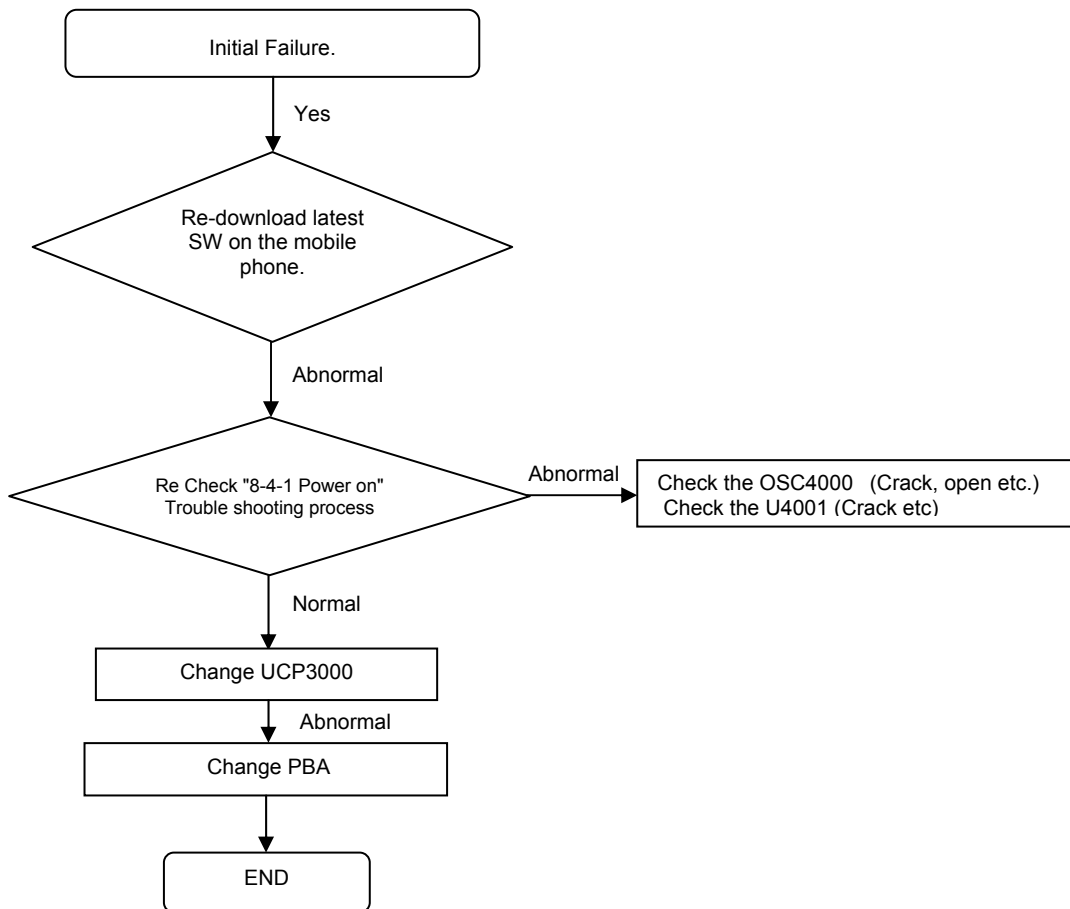 Initial Failure.
Yes
Re-download latest
SW on the mobile
phone.
Abnormal
Re Check "8-4-1 Power on"
Trouble shooting process
Abnormal
Check the OSC4000 (Crack, open etc.)
Check the U4001 (Crack etc)
Normal
Change UCP3000
Abnormal
Change PBA
END